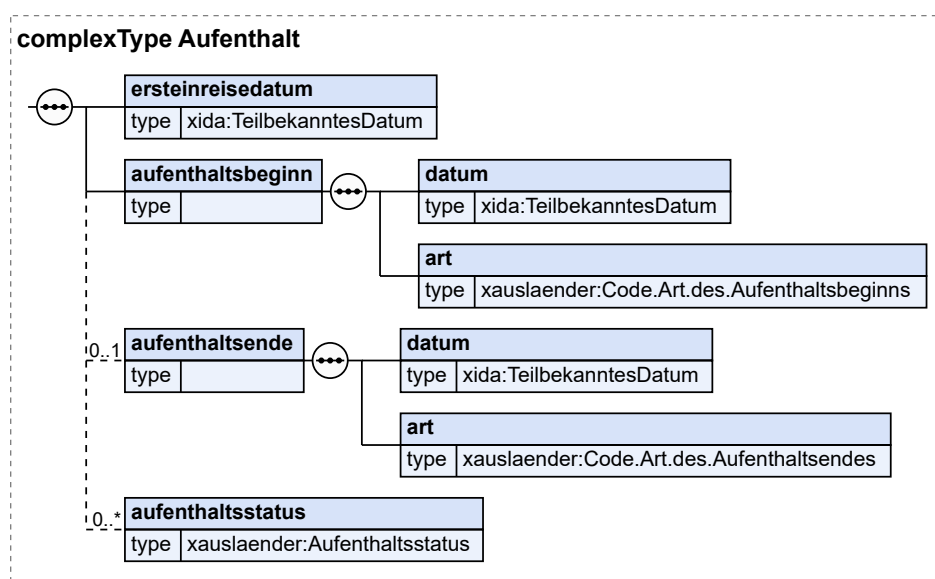 complexType Aufenthalt
ersteinreisedatum
type xida:TeilbekanntesDatum
aufenthaltsbeginn datum
type type xida:TeilbekanntesDatum
art
type xauslaender:Code.Art.des.Aufenthaltsbeginns
0..1 aufenthaltsende datum
type type xida:TeilbekanntesDatum
art
type xauslaender:Code.Art.des.Aufenthaltsendes
0..* aufenthaltsstatus
type xauslaender:Aufenthaltsstatus